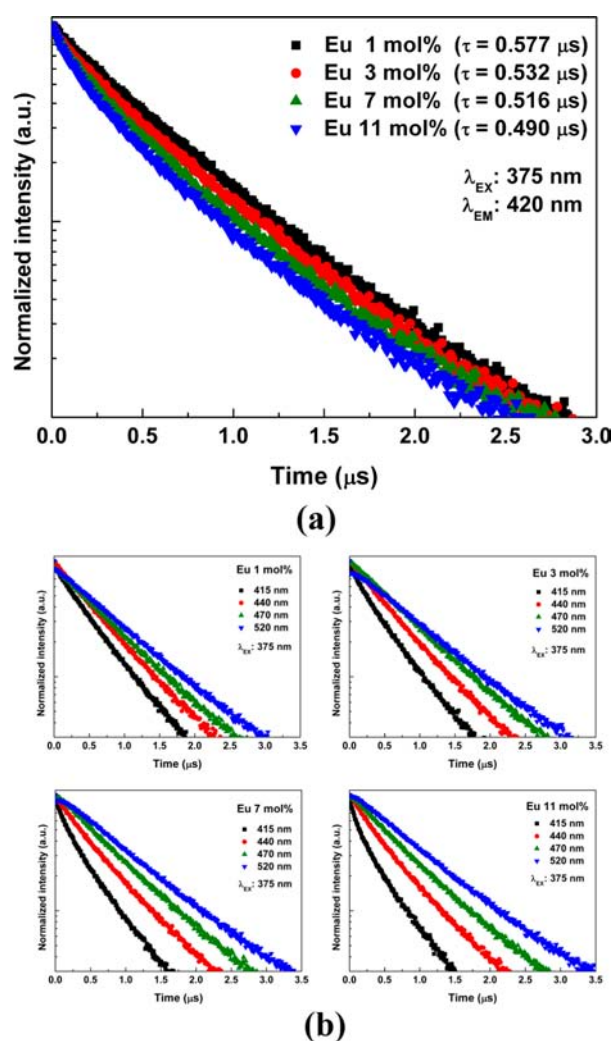 Normalized intensity (a.u.)
Eu 1 mol% (τ = 0.577 μs)
Eu 3 mol% (τ = 0.532 μs)
Eu 7 mol% (τ = 0.516 μs)
Eu 11 mol% (τ = 0.490 μs)
λEX: 375 nm
λEM: 420 nm
0.0 0.5 1.0 1.5 2.0 2.5 3.0
Time (μs)
(a)
Normalized intensity (a.u.)
Eu 1 mol%
415 nm
440 nm
470 nm
520 nm
λEX: 375 nm
0.0 0.5 1.0 1.5 2.0 2.5 3.0 3.5
Time (μs)
Normalized intensity (a.u.)
Eu 3 mol%
415 nm
440 nm
470 nm
520 nm
λEX: 375 nm
0.0 0.5 1.0 1.5 2.0 2.5 3.0 3.5
Time (μs)
Normalized intensity (a.u.)
Eu 7 mol%
415 nm
440 nm
470 nm
520 nm
λEX: 375 nm
0.0 0.5 1.0 1.5 2.0 2.5 3.0 3.5
Time (μs)
Normalized intensity (a.u.)
Eu 11 mol%
415 nm
440 nm
470 nm
520 nm
λEX: 375 nm
0.0 0.5 1.0 1.5 2.0 2.5 3.0 3.5
Time (μs)
(b)